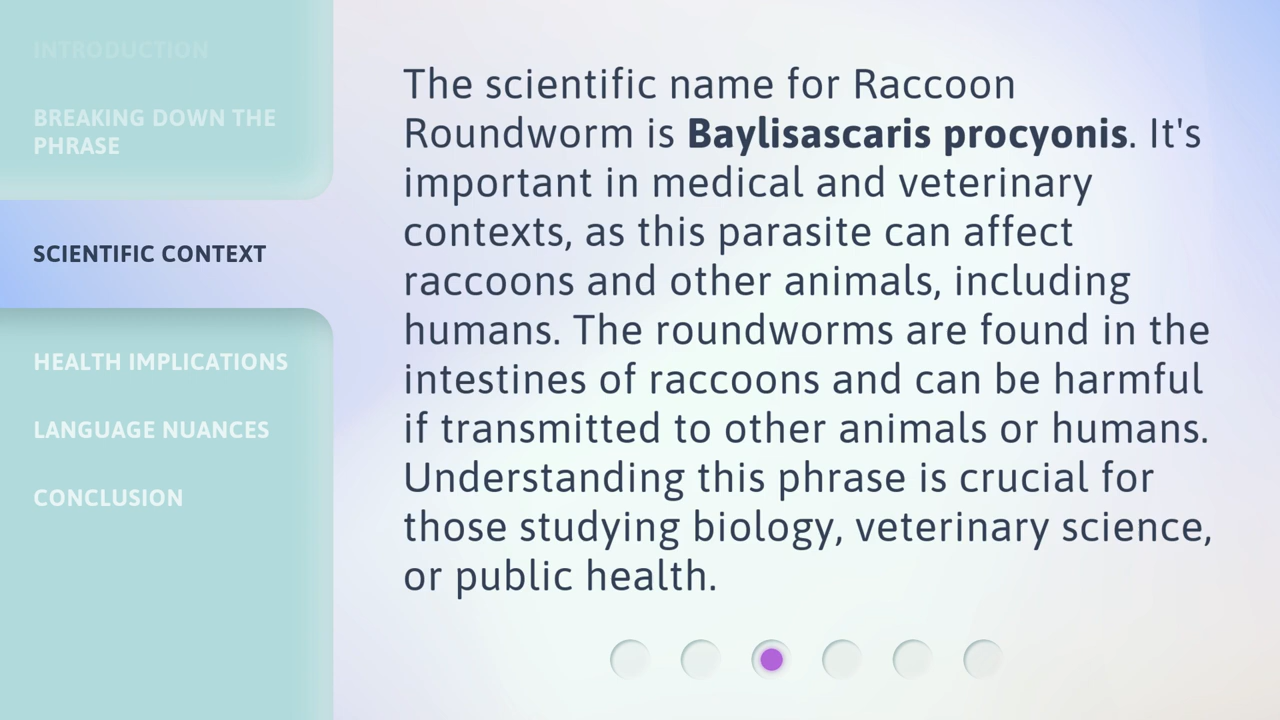 INTRODUCTION
BREAKING DOWN THE
PHRASE
SCIENTIFIC CONTEXT
HEALTH IMPLICATIONS
LANGUAGE NUANCES
CONCLUSION
The scientific name for Raccoon
Roundworm is Baylisascaris procyonis. It's
important in medical and veterinary
contexts, as this parasite can affect
raccoons and other animals, including
humans. The roundworms are found in the
intestines of raccoons and can be harmful
if transmitted to other animals or humans.
Understanding this phrase is crucial for
those studying biology, veterinary science,
or public health.